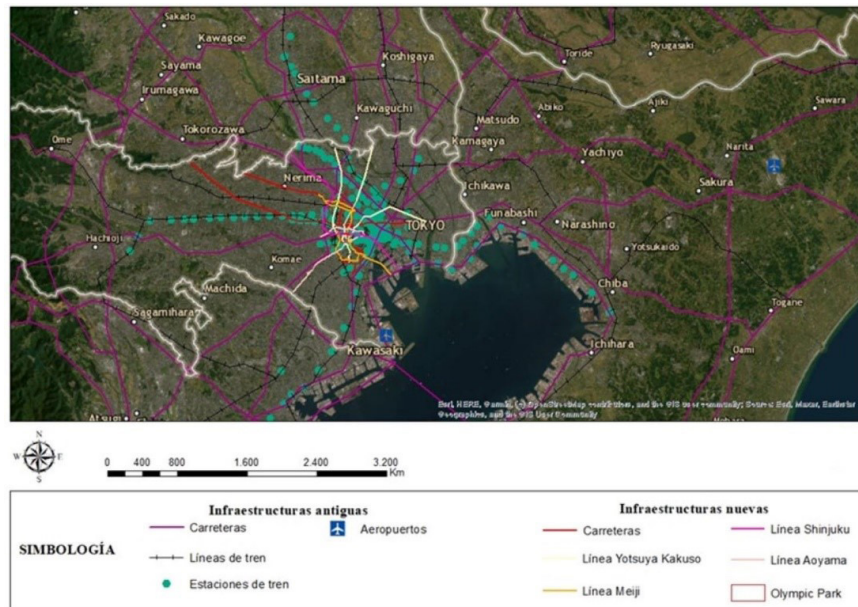 Sakado
Kawagoe
Koshigaya
Toride
Ryugasaki
Sayama
Saitama
Irumagawa
Kawaguchi
Abiko
Ajiki
Sawara
Matsudo
Ome
Tokorozawa
Kamagaya
Yachiyo
Narita
Nerima
Ichikawa
Sakura
TOKYO
Funabashi
Narashino
Hachioji
Yotsukaido
Komae
Machida
Chiba
Sagamihara
Togane
Kawasaki
Ichihara
Oami
N
W E
S
0 400 800 1.600 2.400 3.200
Km
Infraestructuras antiguas
Infraestructuras nuevas
Carreteras
Aeropuertos
Carreteras
Línea Shinjuku
SIMBOLOGÍA
Líneas de tren
Línea Yotsuya Kakuso
Línea Aoyama
Estaciones de tren
Línea Meiji
Olympic Park